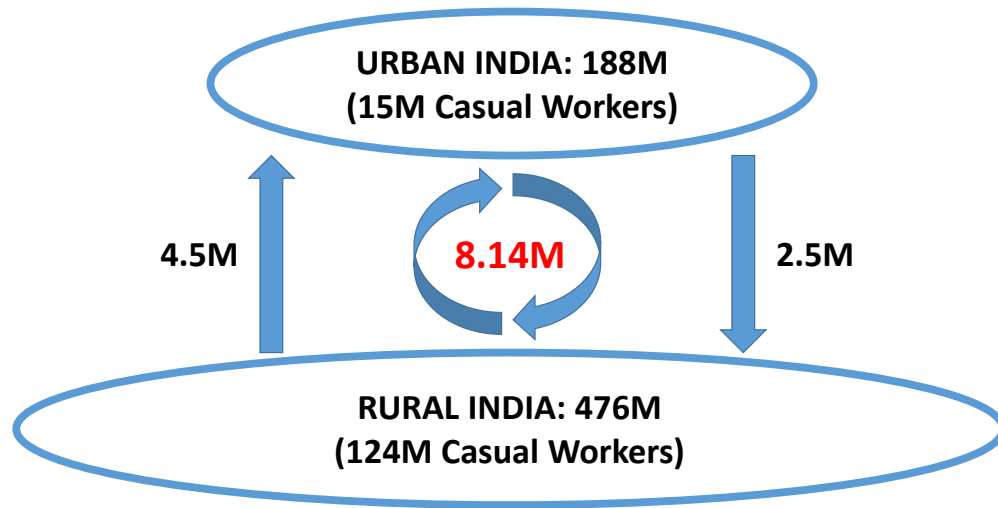 URBAN INDIA: 188M
(15M Casual Workers)
4.5M
8.14M
2.5M
RURAL INDIA: 476M
(124M Casual Workers)